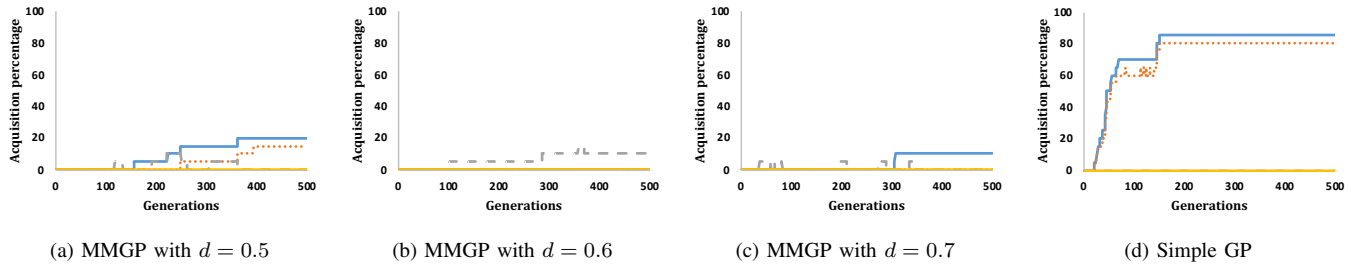 Acquisition percentage
100
80
60
40
20
0
0 100 200 300 400 500
Generations
(a) MMGP with d = 0.5
Acquisition percentage
100
80
60
40
20
0
0 100 200 300 400 500
Generations
(b) MMGP with d = 0.6
Acquisition percentage
100
80
60
40
20
0
0 100 200 300 400 500
Generations
(c) MMGP with d = 0.7
Acquisition percentage
100
80
60
40
20
0
0 100 200 300 400 500
Generations
(d) Simple GP